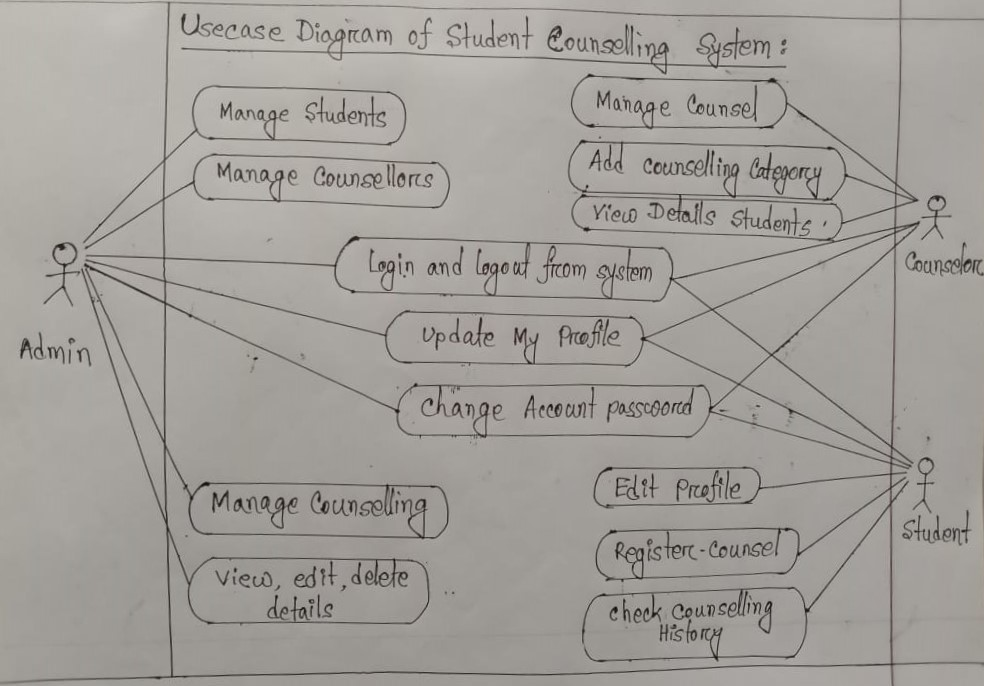 Usecase Diagram of Student Counselling System:
Manage Students
Manage Counsel
Manage Counsellors
Add counselling Category
View Details Students
Login and logout from system
Counselor
Update My Profile
Admin
Change Account password
Edit Profile
Manage Counselling
Register-Counsel
Student
View, edit, delete
details
check Counselling
History